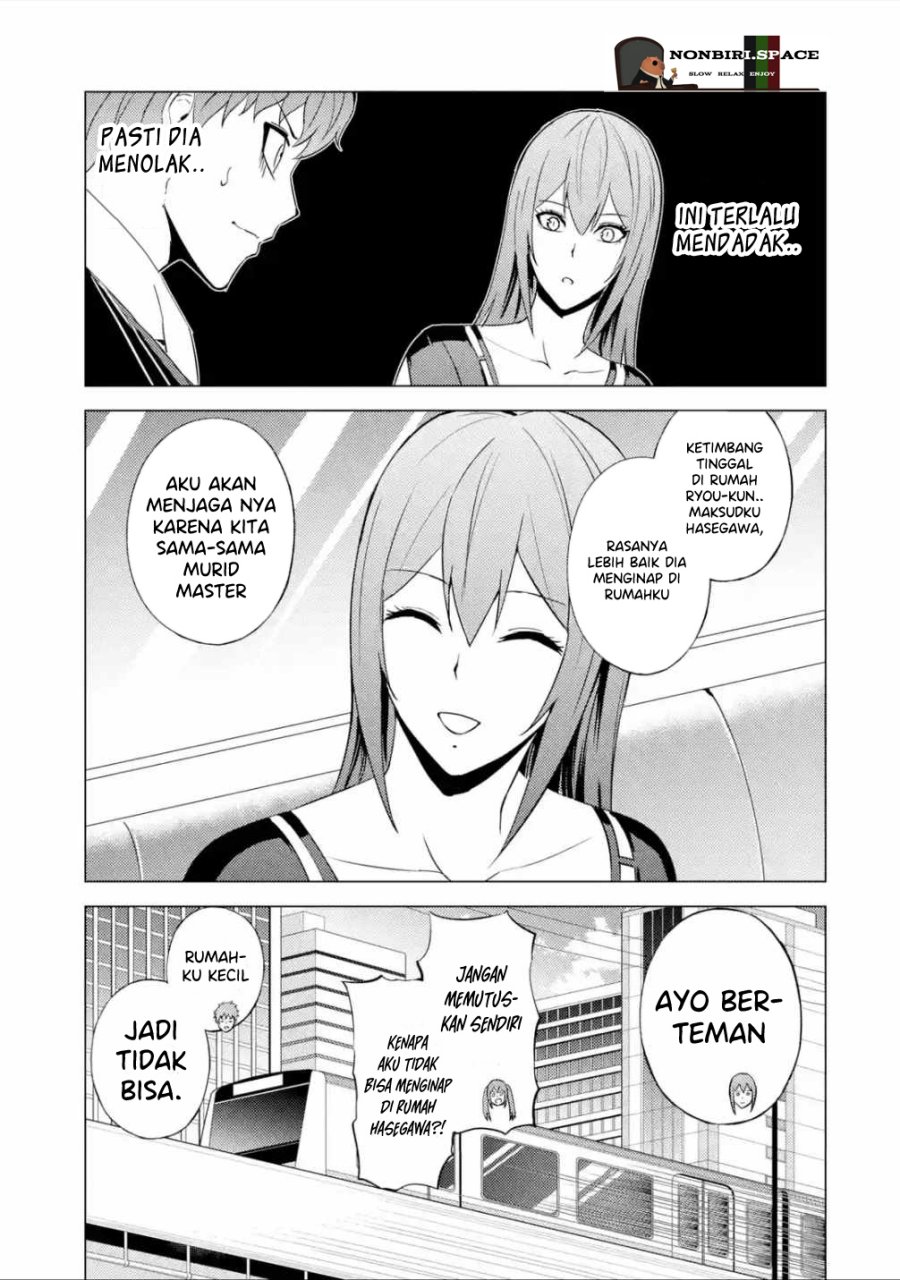 NONBIRI.SPACE
SLOW RELAX ENJOY
INI TERLALU
MENDADAK..
PASTI DIA
MENOLAK..
KETIMBANG
TINGGAL
DI RUMAH
RYOU-KUN..
MAKSUDKU
HASEGAWA,
RASANYA
LEBIH BAIK DIA
MENGINAP DI
RUMAHKU
AKU AKAN
MENJAGA NYA
KARENA KITA
SAMA-SAMA
MURID
MASTER
AYO BER-
TEMAN
JANGAN
MEMUTUS-
KAN SENDIRI
KENAPA
AKU TIDAK
BISA MENGINAP
DI RUMAH
HASEGAWA?!
RUMAH-
KU KECIL
JADI
TIDAK
BISA.